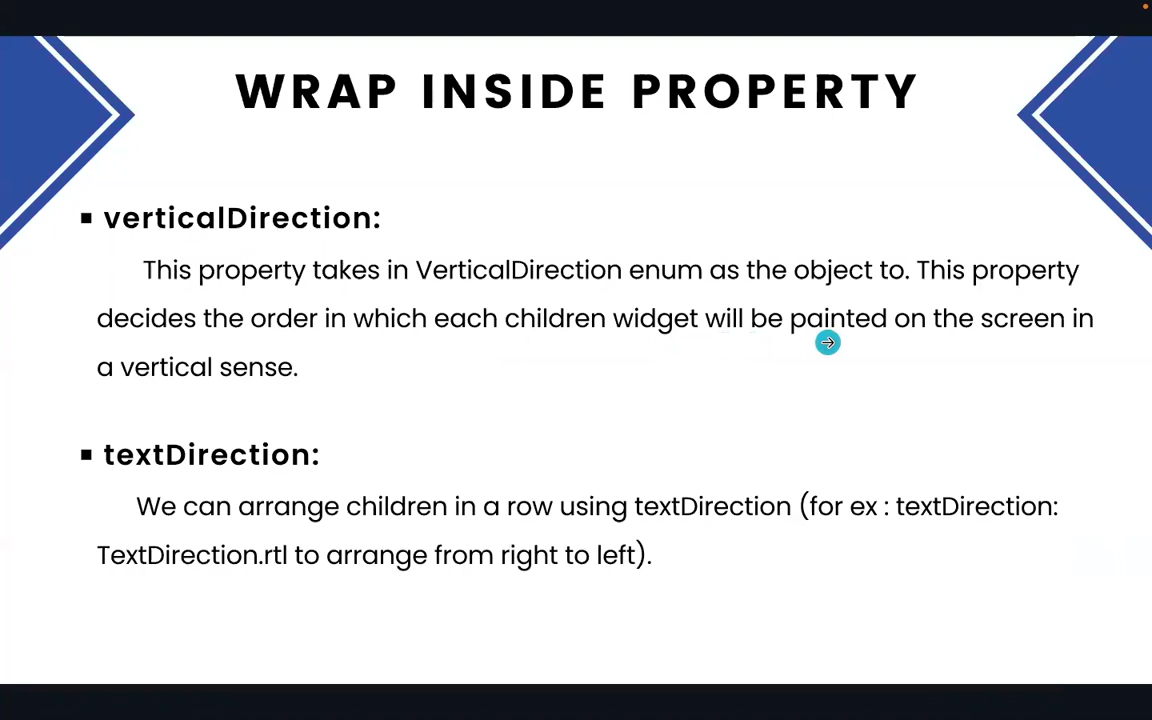 WRAP INSIDE PROPERTY
▪ verticalDirection:
This property takes in VerticalDirection enum as the object to. This property
decides the order in which each children widget will be painted on the screen in
a vertical sense.
▪ textDirection:
We can arrange children in a row using textDirection (for ex : textDirection:
TextDirection.rtl to arrange from right to left).